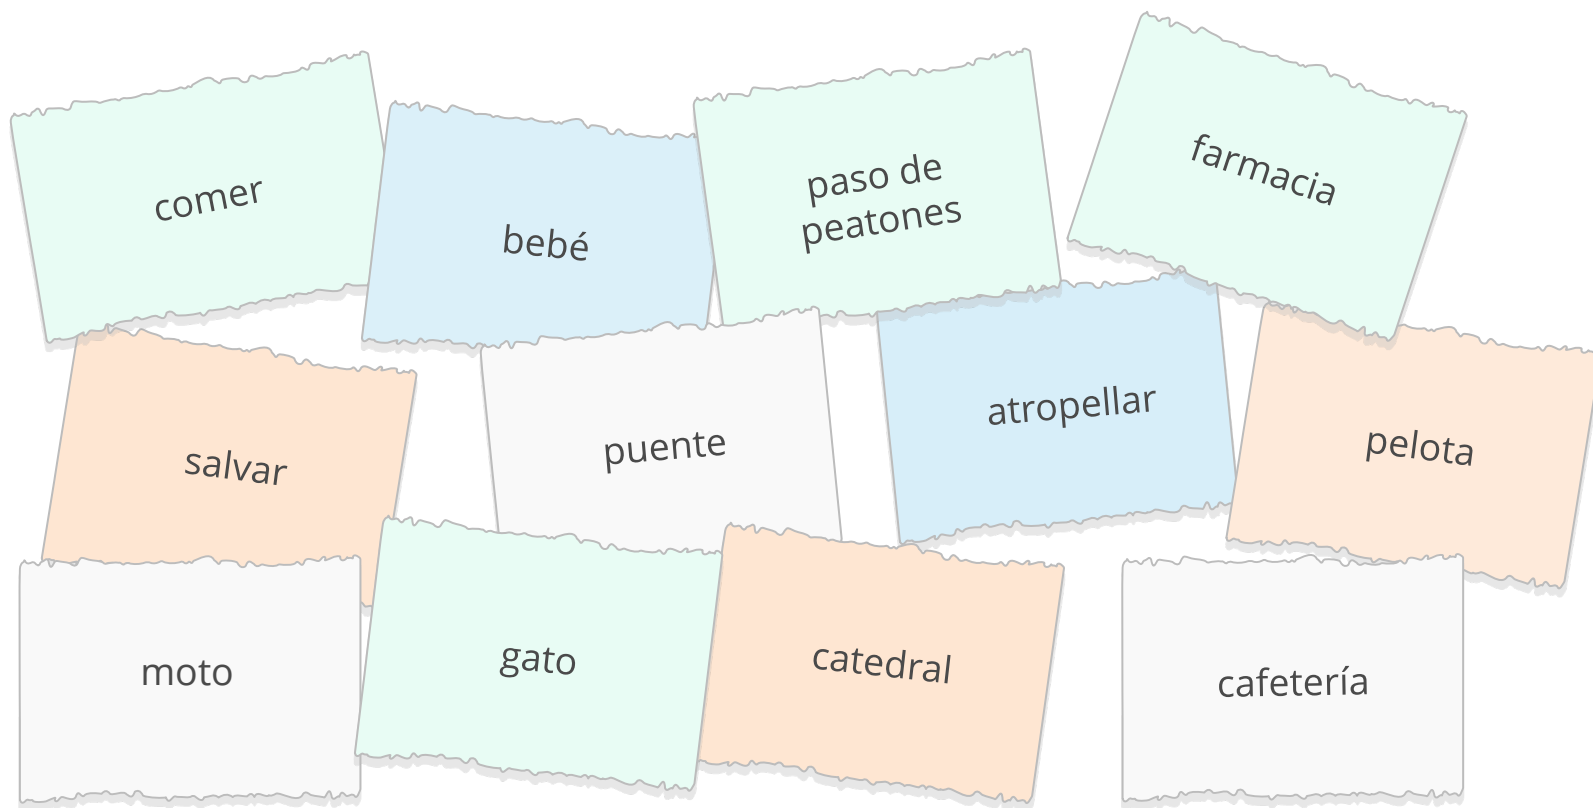 comer
bebé
paso de
peatones
farmacia
salvar
puente
atropellar
pelota
moto
gato
catedral
cafetería